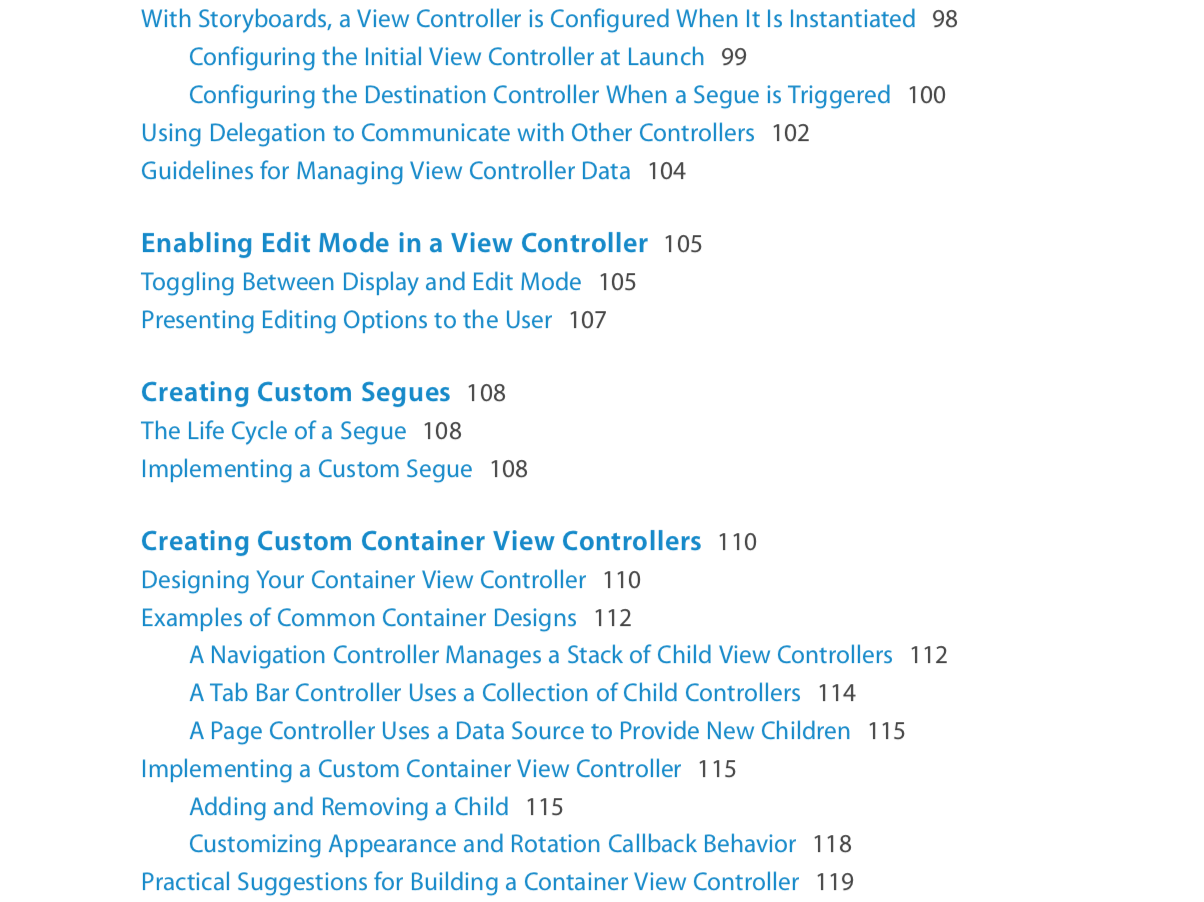 With Storyboards, a View Controller is Configured When It Is Instantiated 98
Configuring the Initial View Controller at Launch 99
Configuring the Destination Controller When a Segue is Triggered 100
Using Delegation to Communicate with Other Controllers 102
Guidelines for Managing View Controller Data 104
Enabling Edit Mode in a View Controller 105
Toggling Between Display and Edit Mode 105
Presenting Editing Options to the User 107
Creating Custom Segues 108
The Life Cycle of a Segue 108
Implementing a Custom Segue 108
Creating Custom Container View Controllers 110
Designing Your Container View Controller 110
Examples of Common Container Designs 112
A Navigation Controller Manages a Stack of Child View Controllers 112
A Tab Bar Controller Uses a Collection of Child Controllers 114
A Page Controller Uses a Data Source to Provide New Children 115
Implementing a Custom Container View Controller 115
Adding and Removing a Child 115
Customizing Appearance and Rotation Callback Behavior 118
Practical Suggestions for Building a Container View Controller 119